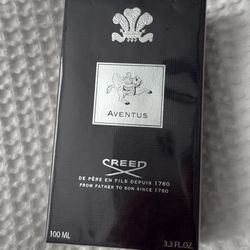 AVENTUS
CREED
DE PÈRE EN FILS DEPUIS 1760
FROM FATHER TO SON SINCE 1760
100 ML
3.3 FL.OZ.